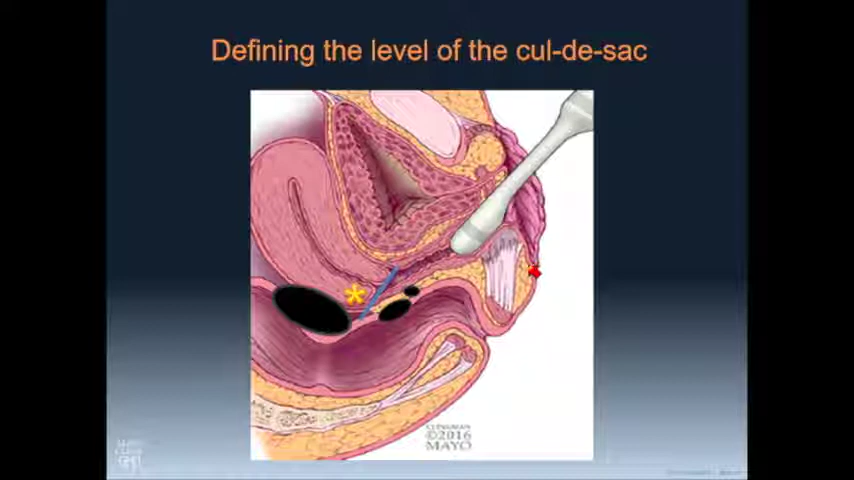 Defining the level of the cul-de-sac
*
©2016
MAYO